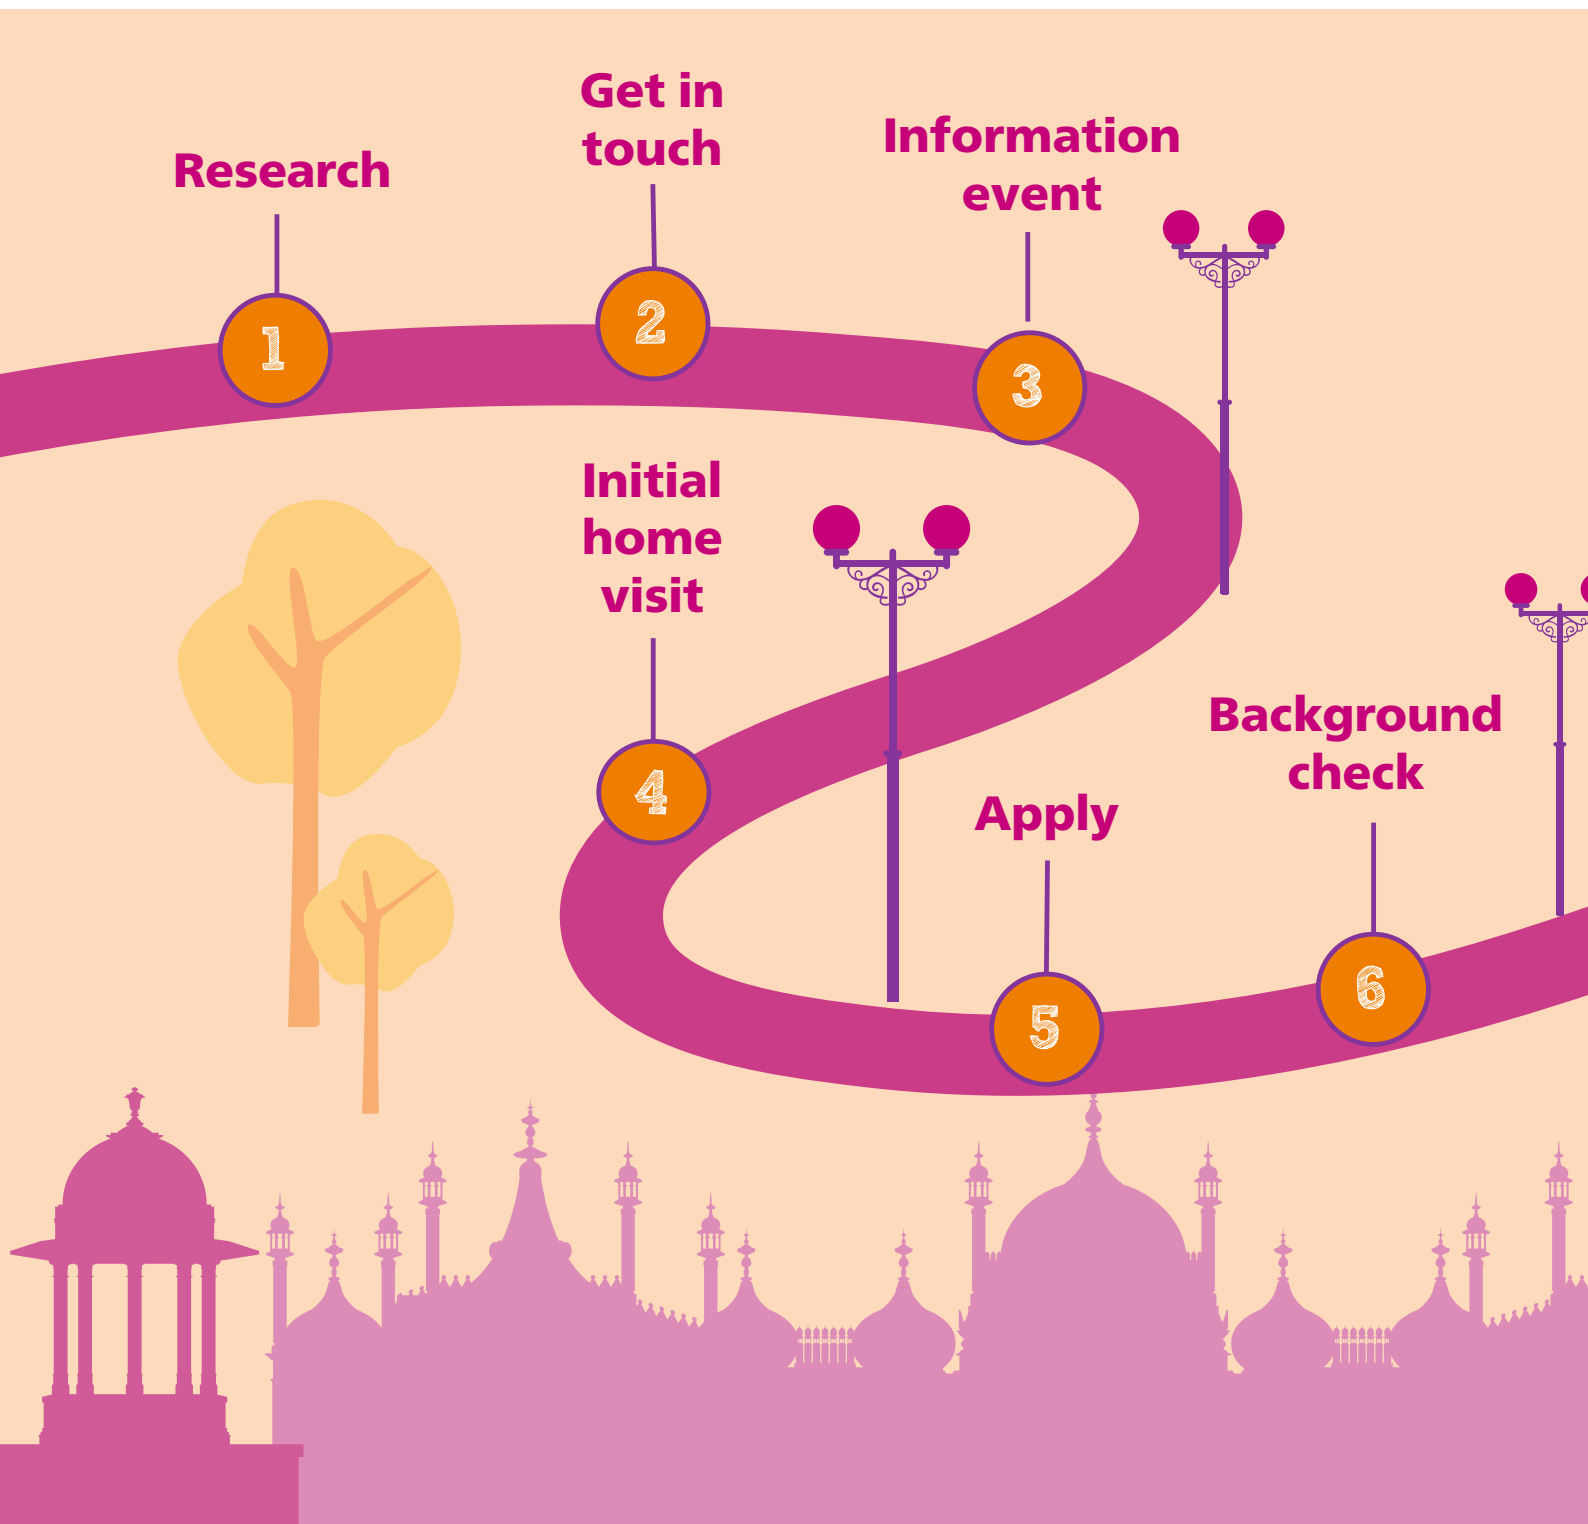 Research
1
Get in
touch
2
Information
event
3
Initial
home
visit
4
Apply
5
Background
check
6